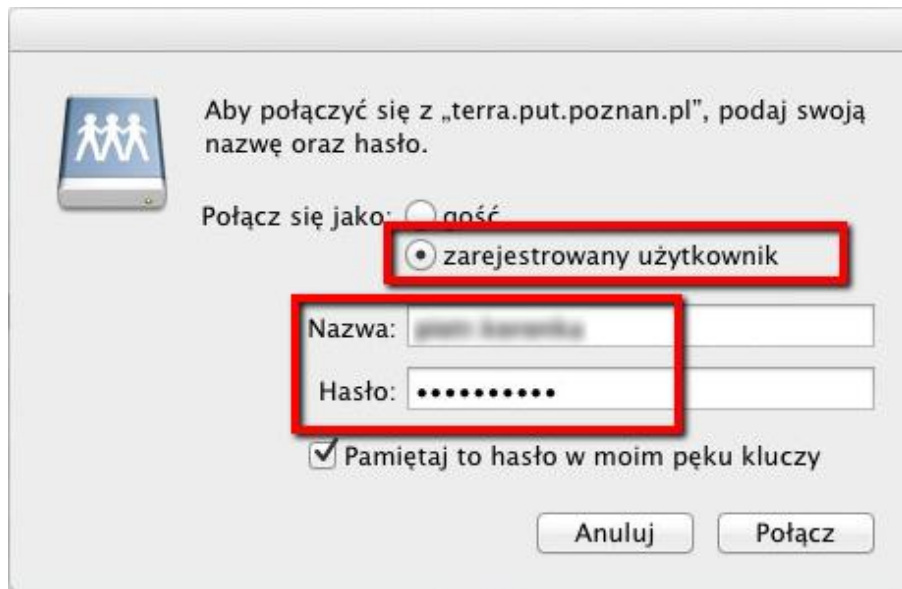 Aby połączyć się z „terra.put.poznan.pl”, podaj swoją
nazwę oraz hasło.
Połącz się jako: gość
zarejestrowany użytkownik
Nazwa:
Hasło: ••••••••••
Pamiętaj to hasło w moim pęku kluczy
Anuluj Połącz